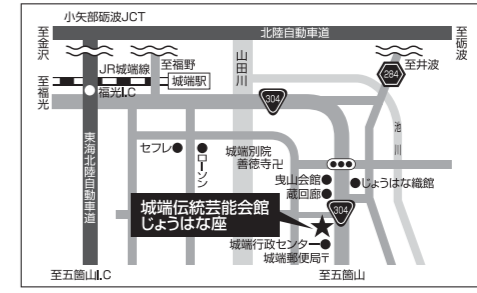 小矢部砺波JCT
至金沢
北陸自動車道
至砺波
至福光
JR城端線
至福野
城端駅
福光I.C
山田川
284
至井波
304
池川
東海北陸自動車道
セフレ
ローソン
城端別院
善徳寺卍
曳山会館
蔵回廊
じょうはな織館
304
城端伝統芸能会館
じょうはな座
城端行政センター
城端郵便局〒
至五箇山I.C
至五箇山